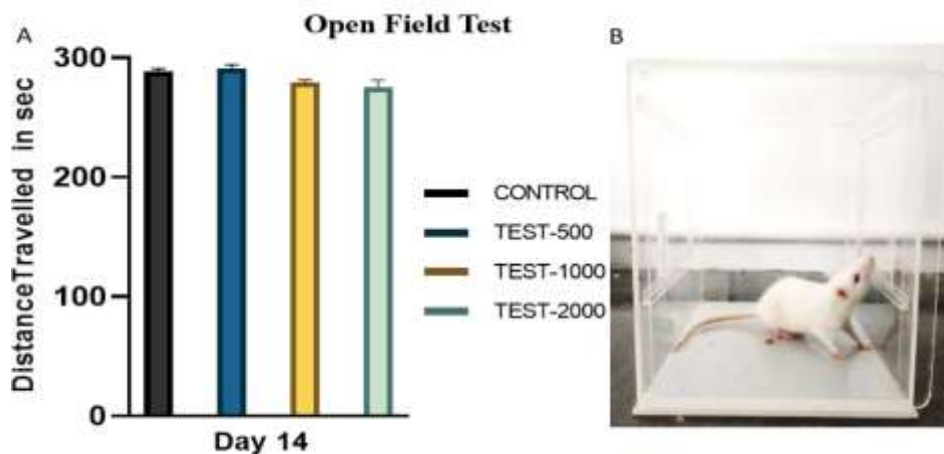 A
Open Field Test
B
DistanceTravelled in sec
300
200
100
0
Day 14
CONTROL
TEST-500
TEST-1000
TEST-2000